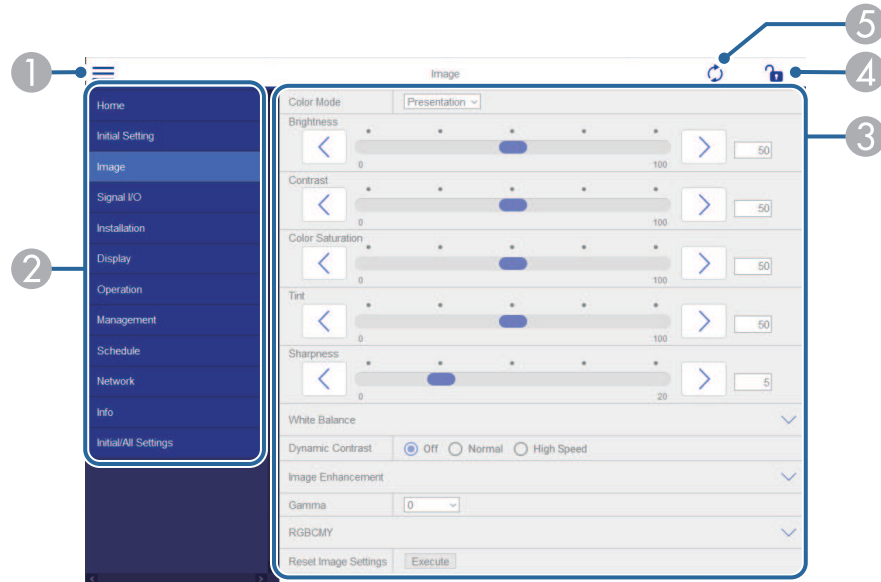 5
1
Image
4
Home
Initial Setting
Image
Signal I/O
Installation
Display
Operation
Management
Schedule
Network
Info
Initial/All Settings
2
Color Mode
Presentation
3
Brightness
0
100
50
Contrast
0
100
50
Color Saturation
0
100
50
Tint
0
100
50
Sharpness
0
20
5
White Balance
Dynamic Contrast
Off Normal High Speed
Image Enhancement
Gamma
0
RGBCMY
Reset Image Settings
Execute